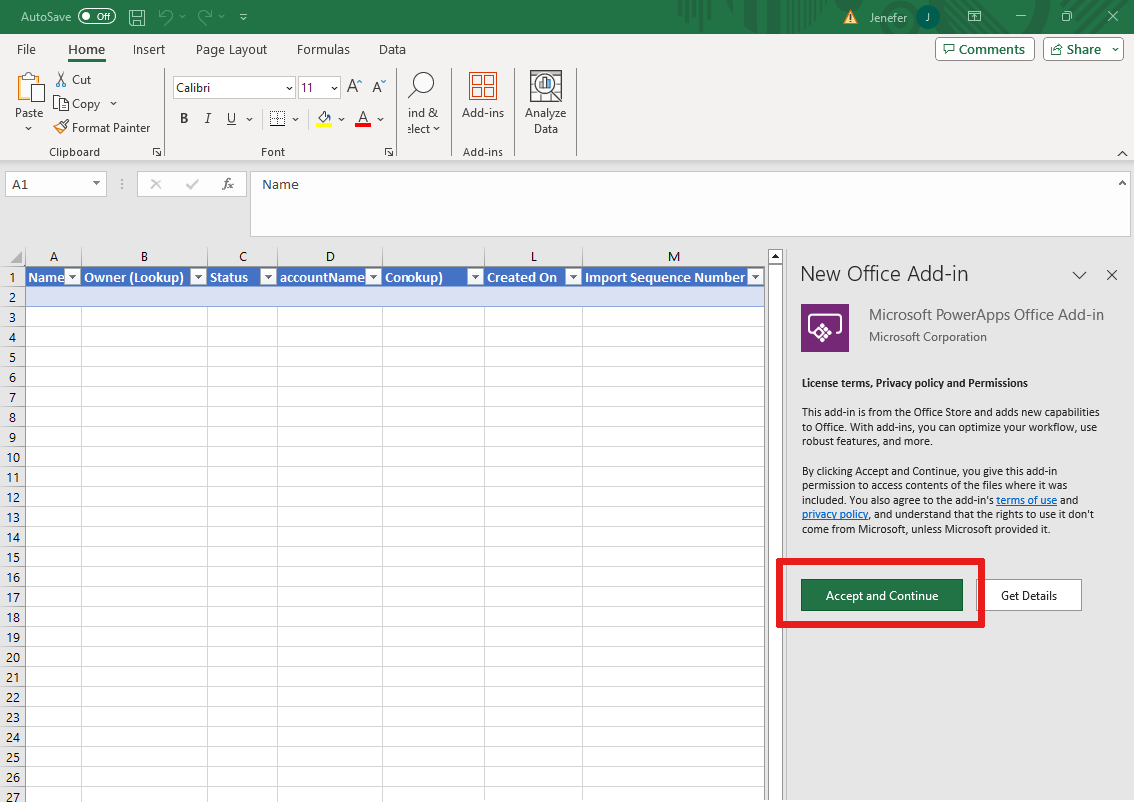 AutoSave Off Jenefer J
File Home Insert Page Layout Formulas Data Comments Share
Paste
Cut
Copy
Format Painter
Clipboard
Calibri 11
B I U A
Font
ind &
elect
Add-ins
Add-ins
Analyze
Data
A1 fx Name
A B C D L M
1 Name Owner (Lookup) Status accountName Conokup) Created On Import Sequence Number
2
3
4
5
6
7
8
9
10
11
12
13
14
15
16
17
18
19
20
21
22
23
24
25
26
27
New Office Add-in
Microsoft PowerApps Office Add-in
Microsoft Corporation
License terms, Privacy policy and Permissions
This add-in is from the Office Store and adds new capabilities
to Office. With add-ins, you can optimize your workflow, use
robust features, and more.
By clicking Accept and Continue, you give this add-in
permission to access contents of the files where it was
included. You also agree to the add-in's terms of use and
privacy policy, and understand that the rights to use it don't
come from Microsoft, unless Microsoft provided it.
Accept and Continue Get Details